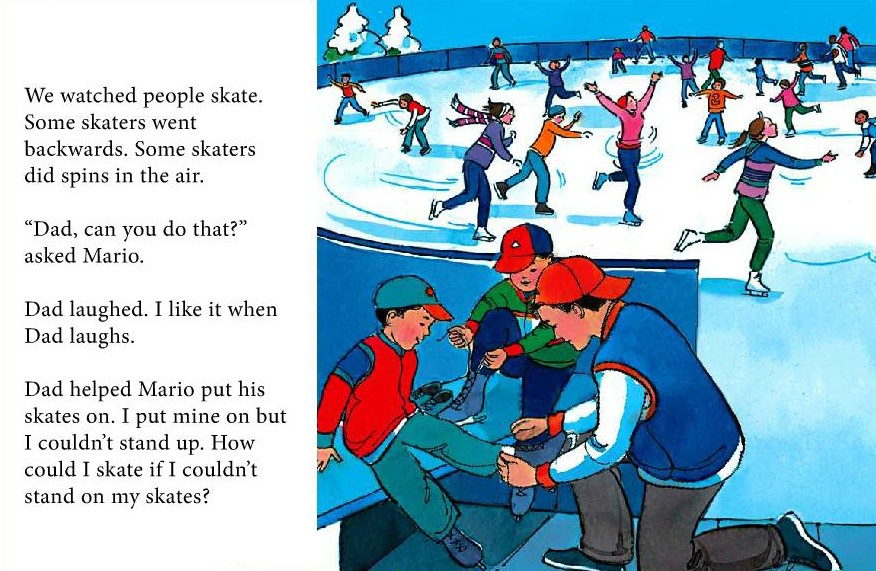 We watched people skate.
Some skaters went
backwards. Some skaters
did spins in the air.
“Dad, can you do that?”
asked Mario.
Dad laughed. I like it when
Dad laughs.
Dad helped Mario put his
skates on. I put mine on but
I couldn’t stand up. How
could I skate if I couldn’t
stand on my skates?